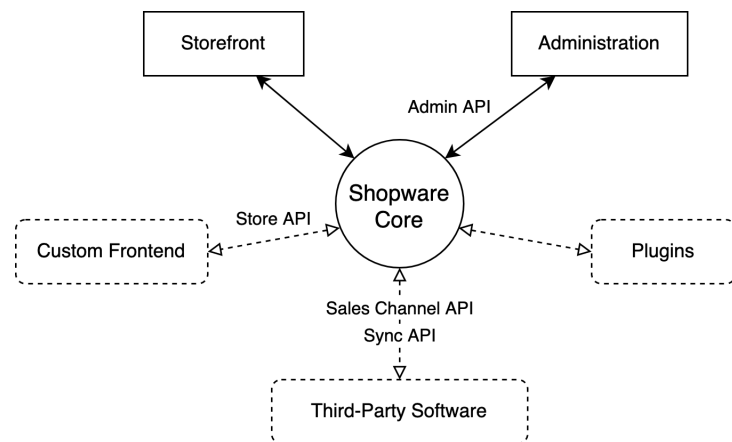 Storefront
Administration
Admin API
Shopware
Core
Store API
Custom Frontend
Plugins
Sales Channel API
Sync API
Third-Party Software